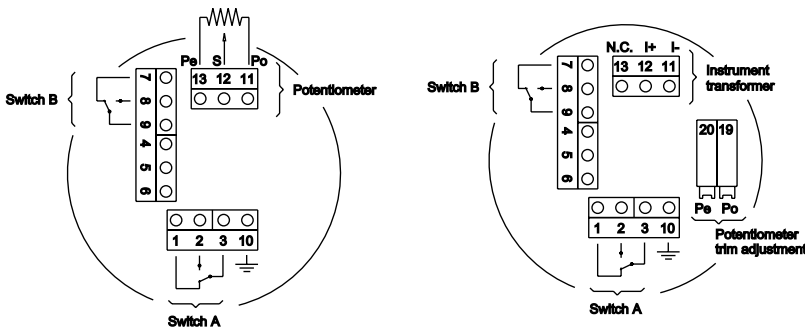 Pe S Po
13 12 11
Potentiometer
Switch B
7
8
9
4
5
6
1 2 3 10
Switch A
N.C. I+ I-
13 12 11
Instrument
transformer
Switch B
7
8
9
4
5
6
20 19
Pe Po
Potentiometer
trim adjustment
1 2 3 10
Switch A